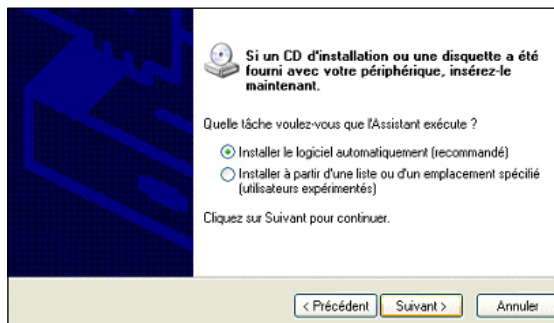 Si un CD d'installation ou une disquette a été
fourni avec votre périphérique, insérez-le
maintenant.
Quelle tâche voulez-vous que l'Assistant exécute ?
Installer le logiciel automatiquement (recommandé)
Installer à partir d'une liste ou d'un emplacement spécifié
(utilisateurs expérimentés)
Cliquez sur Suivant pour continuer.
< Précédent Suivant > Annuler